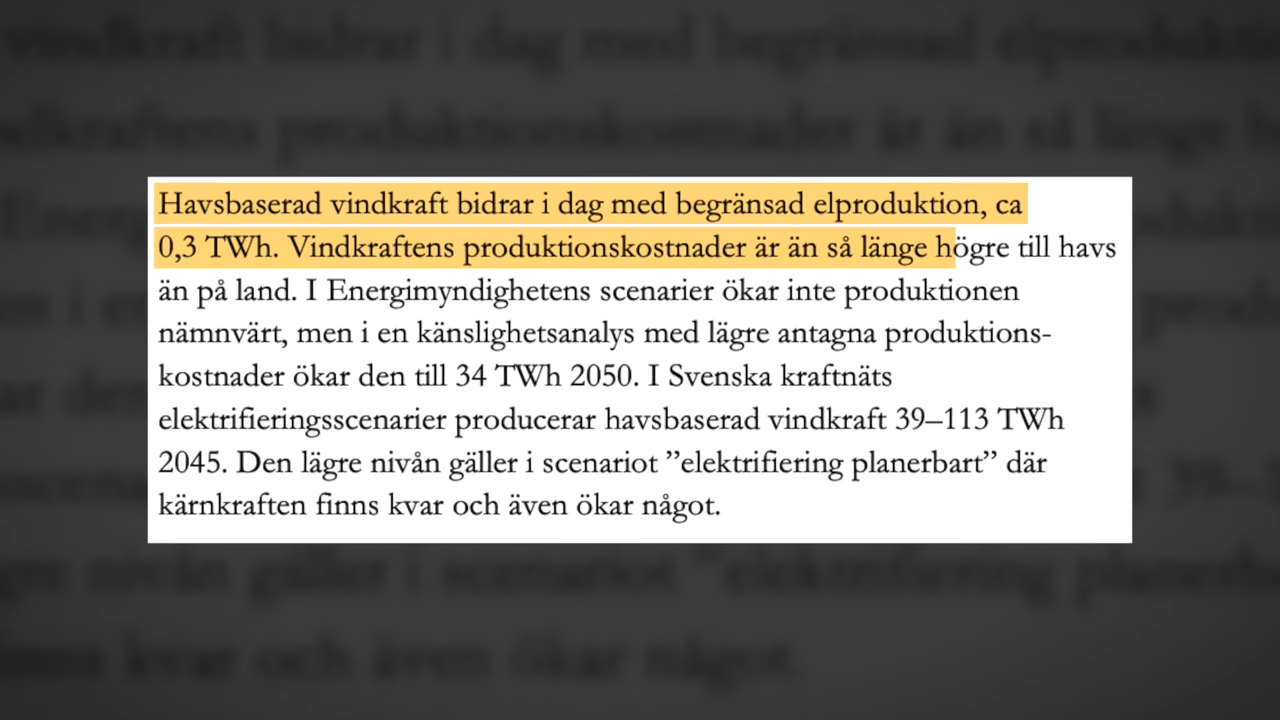 Havsbaserad vindkraft bidrar i dag med begränsad elproduktion, ca
0,3 TWh. Vindkraftens produktionskostnader är än så länge högre till havs
än på land. I Energimyndighetens scenarier ökar inte produktionen
nämnvärt, men i en känslighetsanalys med lägre antagna produktions-
kostnader ökar den till 34 TWh 2050. I Svenska kraftnäts
elektrifieringsscenarier producerar havsbaserad vindkraft 39–113 TWh
2045. Den lägre nivån gäller i scenariot ”elektrifiering planerbart” där
kärnkraften finns kvar och även ökar något.